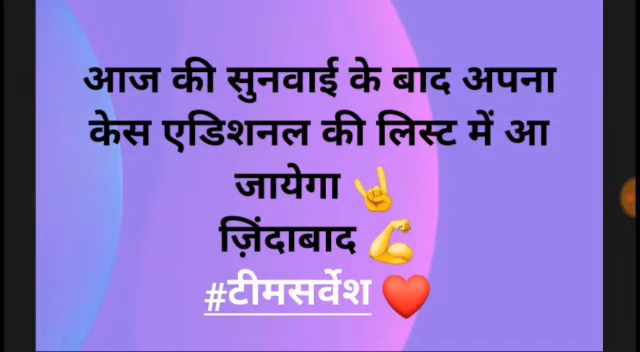 आज की सुनवाई के बाद अपना
केस एडिशनल की लिस्ट में आ
जायेगा 🤘
ज़िंदाबाद 💪
#टीमसर्वेश ❤️